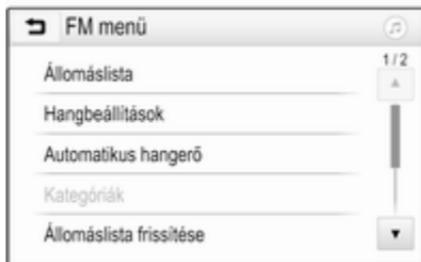 FM menü
1/2
Állomáslista
Hangbeállítások
Automatikus hangerő
Kategóriák
Állomáslista frissítése